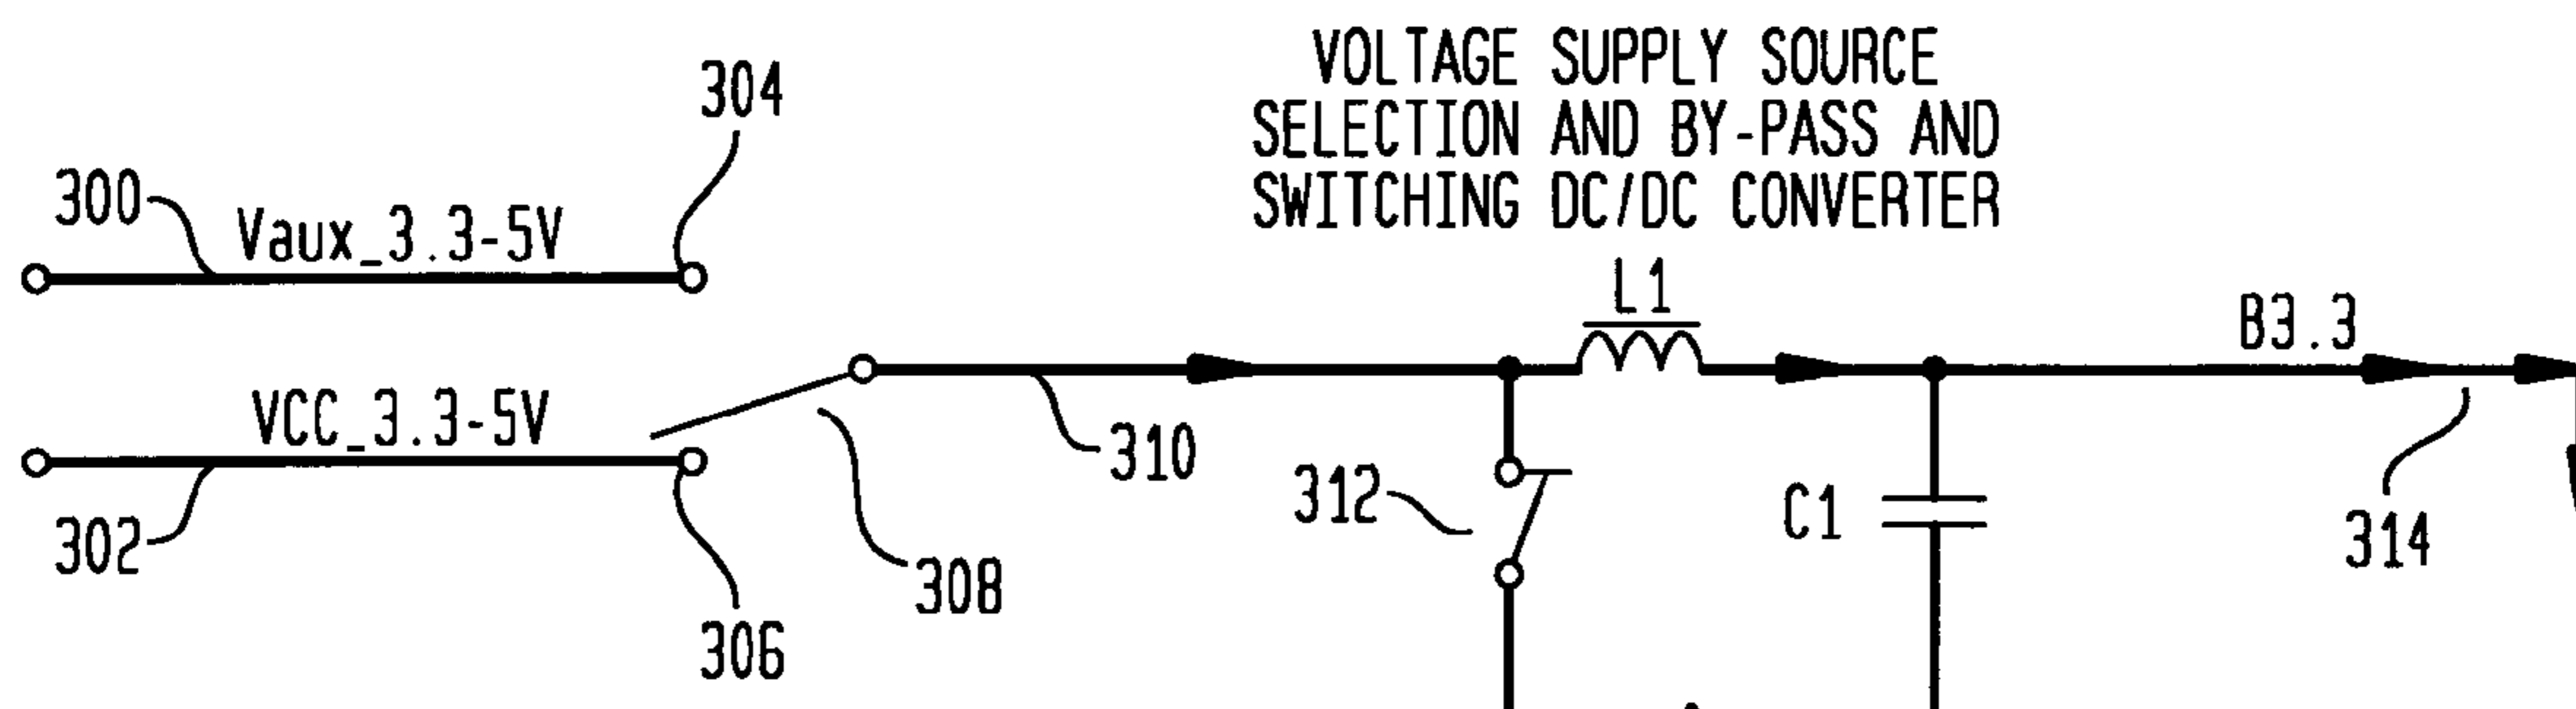 VOLTAGE SUPPLY SOURCE
SELECTION AND BY-PASS AND
SWITCHING DC/DC CONVERTER
304
300
Vaux_3.3-5V
L1
B3.3
VCC_3.3-5V
310
312
C1
314
302
308
306